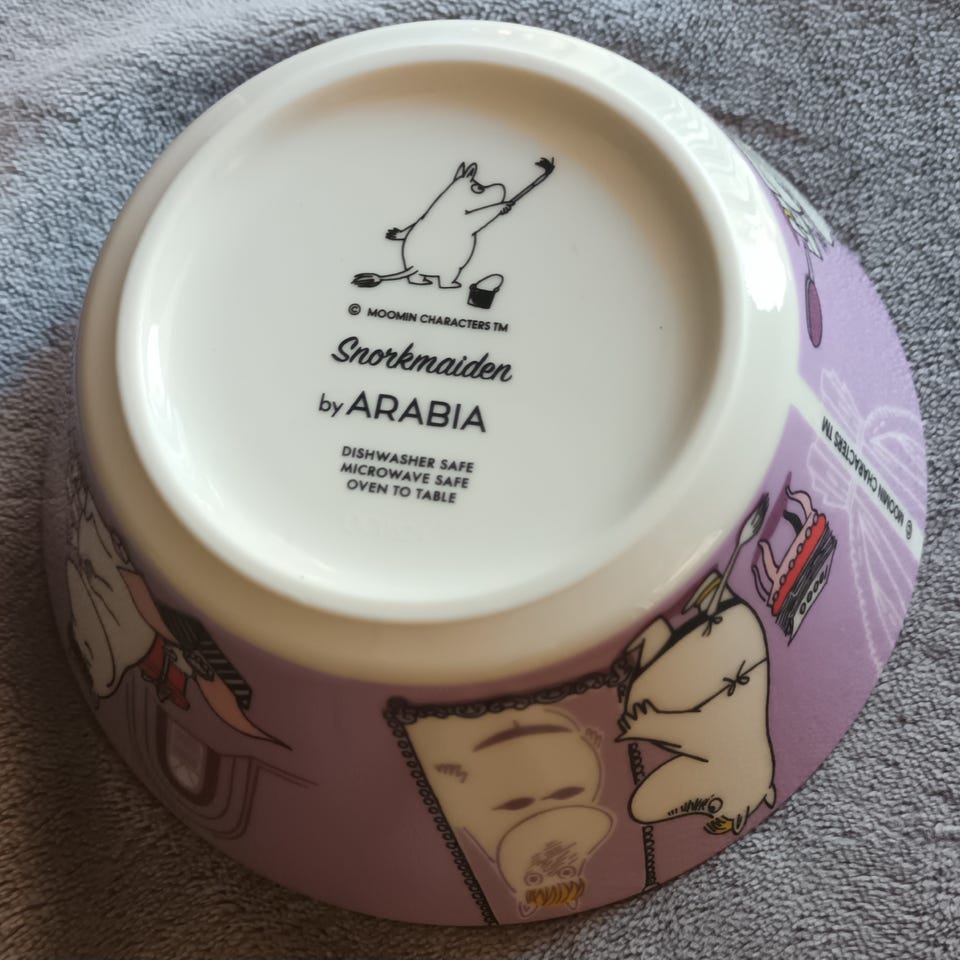 © MOOMIN CHARACTERS TM
Snorkmaiden
by ARABIA
DISHWASHER SAFE
MICROWAVE SAFE
OVEN TO TABLE
© MOOMIN CHARACTERS TM